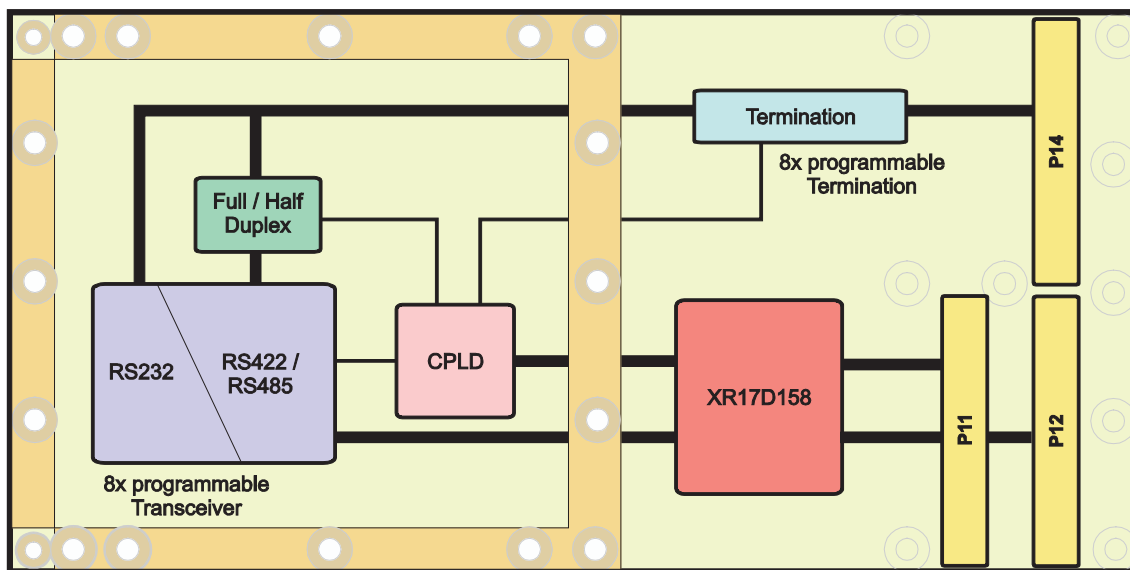 Termination
P14
8x programmable
Termination
Full / Half
Duplex
RS232
RS422 /
RS485
CPLD
XR17D158
P11
P12
8x programmable
Transceiver